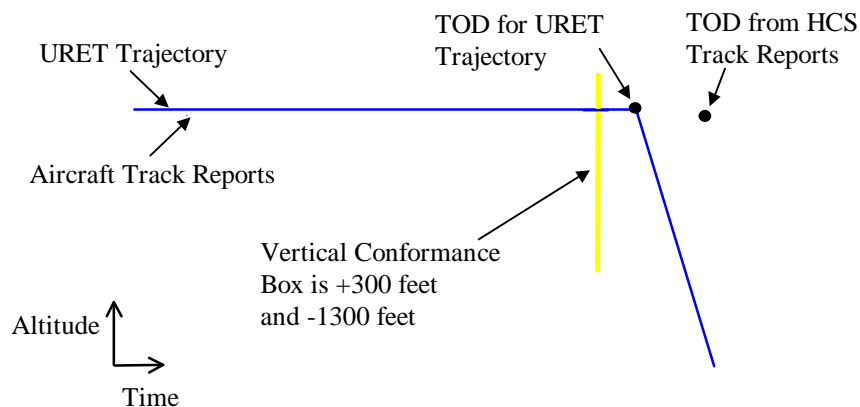 URET Trajectory
TOD for URET
Trajectory
TOD from HCS
Track Reports
Aircraft Track Reports
Vertical Conformance
Box is +300 feet
and -1300 feet
Altitude
Time